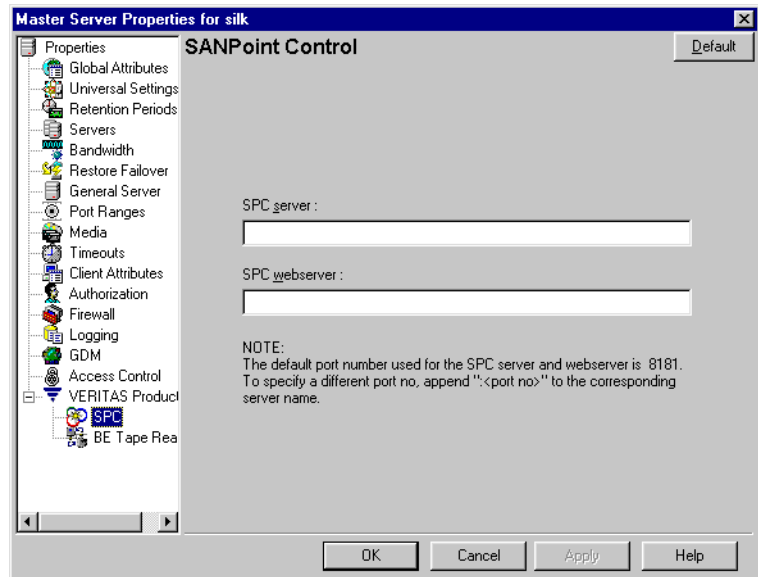 Master Server Properties for silk
Properties
Global Attributes
Universal Settings
Retention Periods
Servers
Bandwidth
Restore Failover
General Server
Port Ranges
Media
Timeouts
Client Attributes
Authorization
Firewall
Logging
GDM
Access Control
VERITAS Product
SPC
BE Tape Rea
SANPoint Control
Default
SPC server :
SPC webserver :
NOTE:
The default port number used for the SPC server and webserver is 8181.
To specify a different port no, append ":<port no>" to the corresponding
server name.
OK
Cancel
Apply
Help